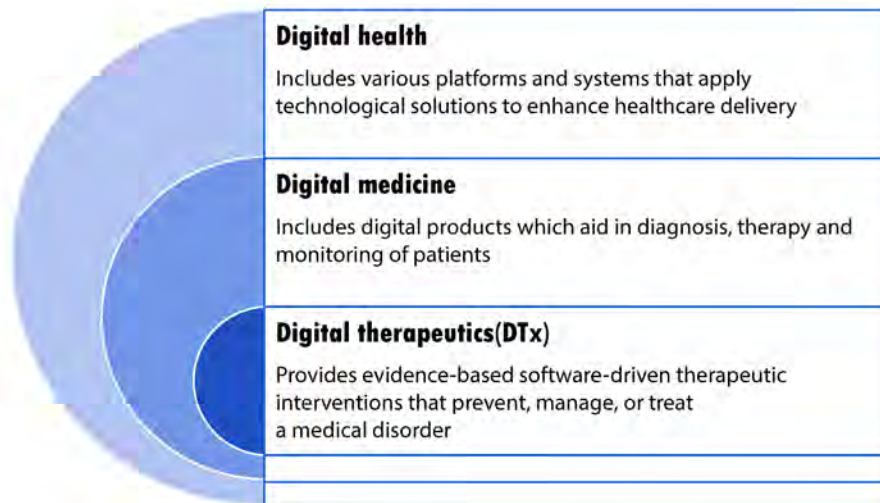 Digital health
Includes various platforms and systems that apply
technological solutions to enhance healthcare delivery
Digital medicine
Includes digital products which aid in diagnosis, therapy and
monitoring of patients
Digital therapeutics(DTx)
Provides evidence-based software-driven therapeutic
interventions that prevent, manage, or treat
a medical disorder